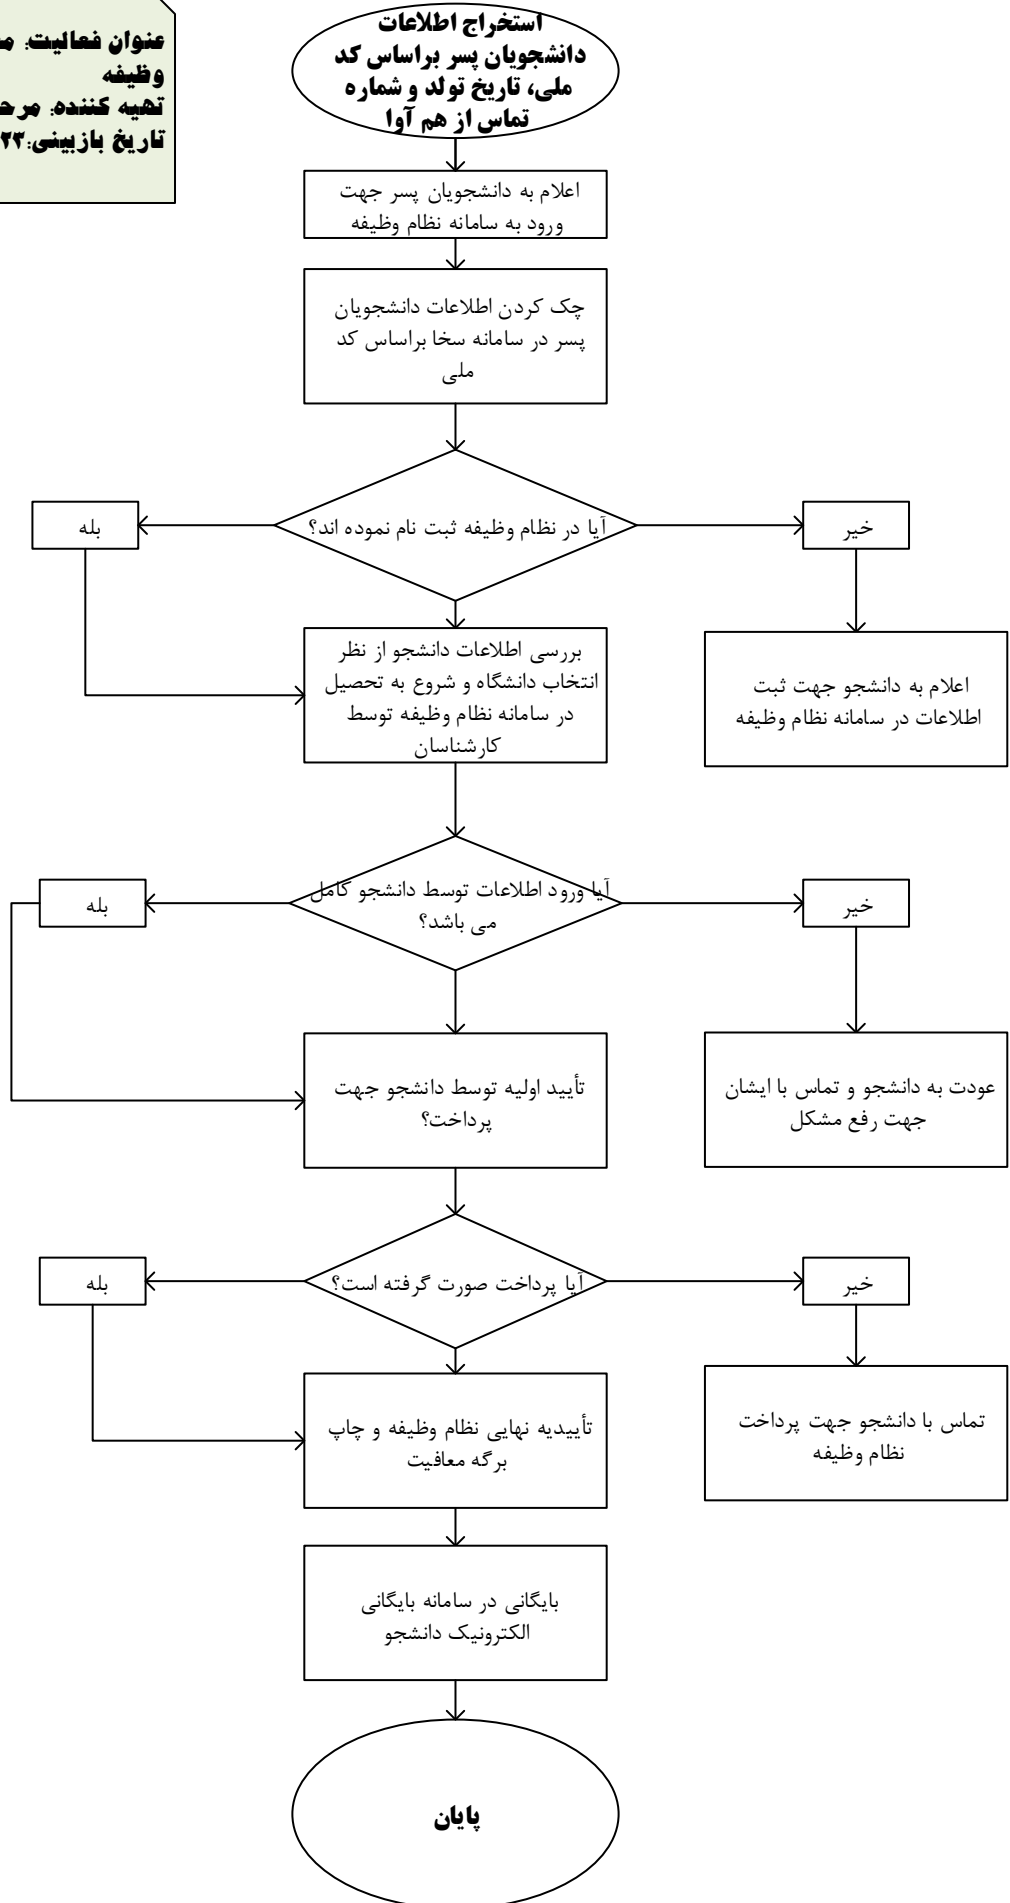 عنوان فعالیت:
وظیفه
تهیه کننده:
تاریخ بازبینی:
استخراج اطلاعات
دانشجویان پسر براساس کد
ملی، تاریخ تولد و شماره
تماس از هم آوا
اعلام به دانشجویان پسر جهت
ورود به سامانه نظام وظیفه
چک کردن اطلاعات دانشجویان
پسر در سامانه سخا براساس کد
ملی
آیا در نظام وظیفه ثبت نام نموده اند؟
خیر
بله
بررسی اطلاعات دانشجو از نظر
انتخاب دانشگاه و شروع به تحصیل
در سامانه نظام وظیفه توسط
کارشناسان
اعلام به دانشجو جهت ثبت
اطلاعات در سامانه نظام وظیفه
آیا ورود اطلاعات توسط دانشجو کامل
می باشد؟
خیر
بله
تأیید اولیه توسط دانشجو جهت
پرداخت؟
عودت به دانشجو و تماس با ایشان
جهت رفع مشکل
آیا پرداخت صورت گرفته است؟
خیر
بله
تأییدیه نهایی نظام وظیفه و چاپ
برگه معافیت
تماس با دانشجو جهت پرداخت
نظام وظیفه
بایگانی در سامانه بایگانی
الکترونیک دانشجو
پایان